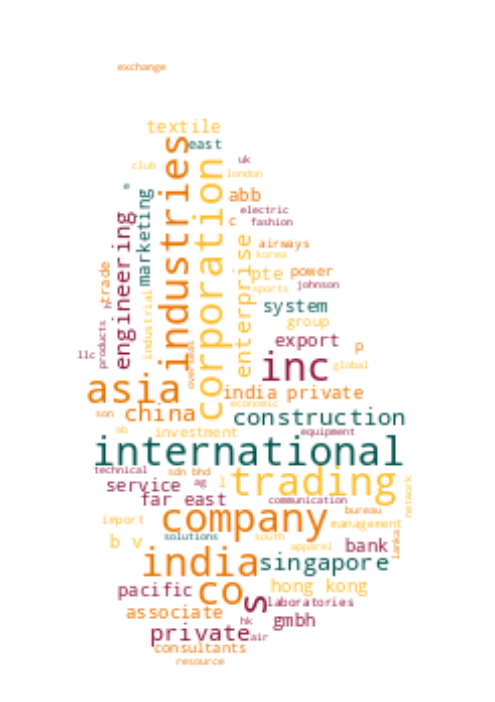 exchange
textile
industries
east
corporation
club
uk
london
e
marketing
abb
engineering
electric
c
fashion
enterprise
airways
korea
trade
pte
power
sports
johnson
industrial
h
system
group
products
export
p
llc
overseas
inc
global
asia
india private
economic
son
china
construction
ab
investment
equipment
international
technical
sdn bhd
trading
service
ag
l
network
far east
communication
bureau
import
company
management
solutions
south
b v
apparel
bank
lanka
india
singapore
pacific
co
hong kong
s
laboratories
associate
hk
gmbh
private
air
consultants
resource